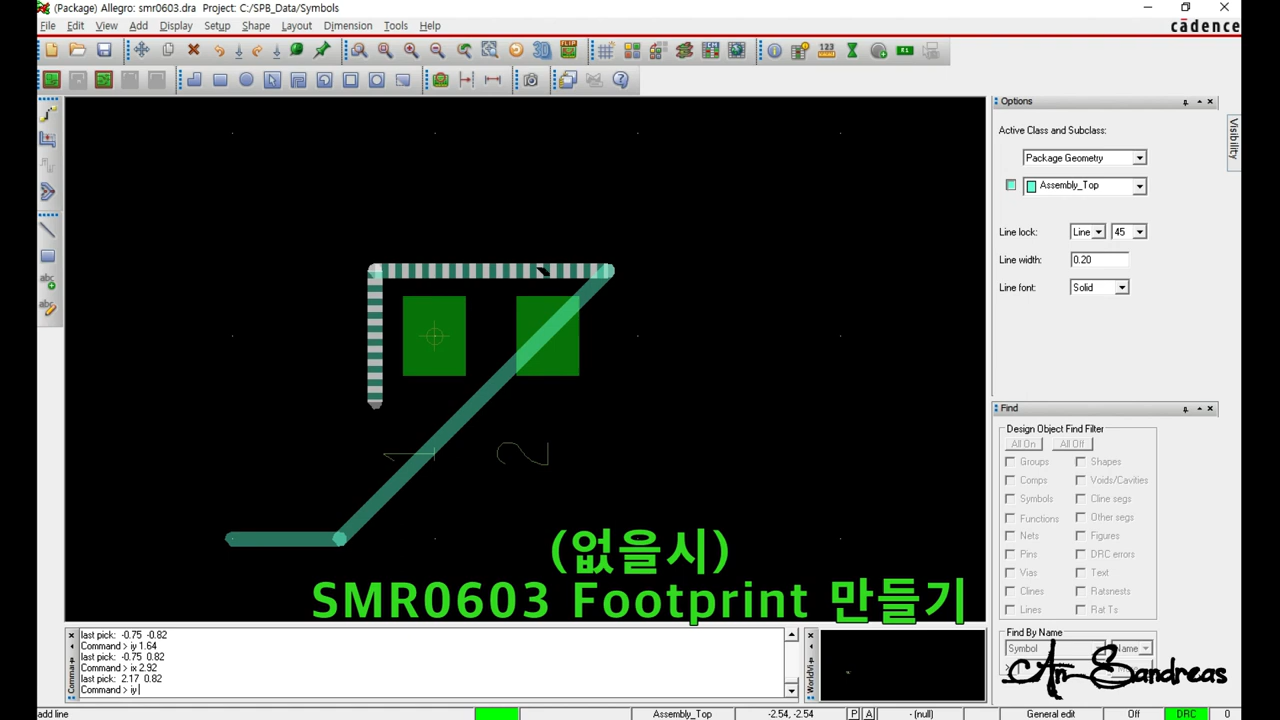 (Package) Allegro: smr0603.dra Project: C:/SPB_Data/Symbols
File Edit View Add Display Setup Shape Layout Dimension Tools Help
cādence
Options
Active Class and Subclass:
Package Geometry
Assembly_Top
Line lock: Line 45
Line width: 0.20
Line font: Solid
Visibility
1 2
Find
Design Object Find Filter
All On All Off
Groups Shapes
Comps Voids/Cavities
Symbols Cline segs
Functions Other segs
Nets Figures
Pins DRC errors
Vias Text
Clines Ratsnests
Lines Rat Ts
Find By Name
Symbol Name
(없을시)
SMR0603 Footprint 만들기
An Sandreas
last pick: -0.75 -0.82
Command > iy 1.64
last pick: -0.75 0.82
Command > ix 2.92
last pick: 2.17 0.82
Command > iy
add line Assembly_Top -2.54, -2.54 P A - (null) General edit Off DRC 0